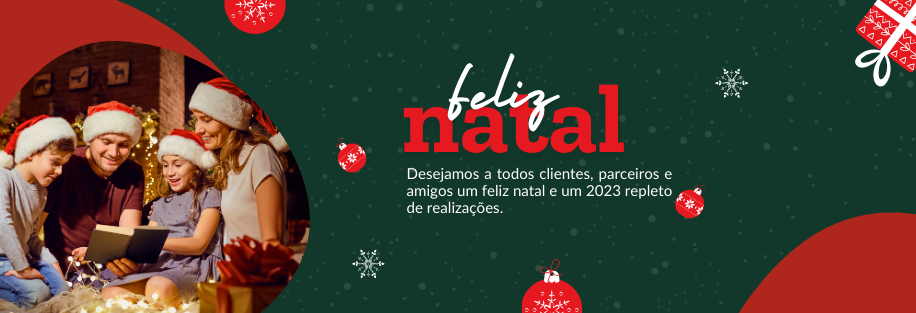 feliz
natal
Desejamos a todos clientes, parceiros e
amigos um feliz natal e um 2023 repleto
de realizações.